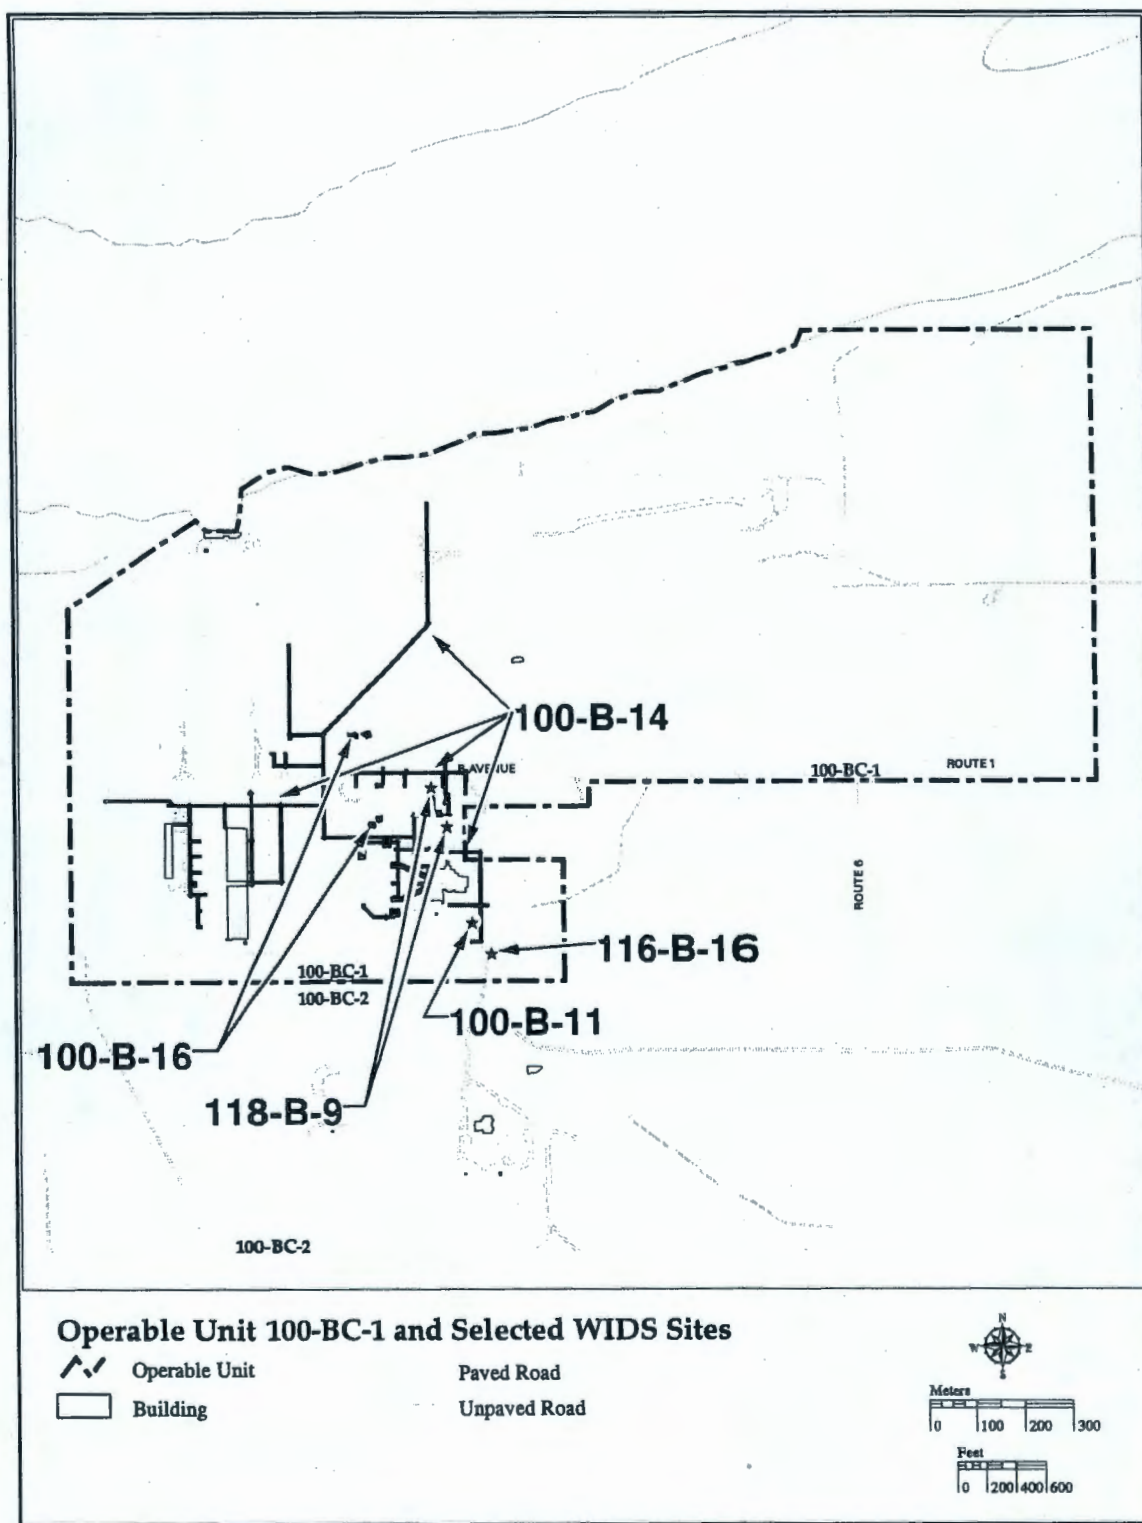 100-B-14
B-AVENUE
100-BC-1
ROUTE 1
ROUTE 6
116-B-16
100-BC-1
100-BC-2
100-B-11
100-B-16
118-B-9
100-BC-2
Operable Unit 100-BC-1 and Selected WIDS Sites
Operable Unit
Paved Road
Building
Unpaved Road
N
W E
S
Meters
0 100 200 300
Feet
0 200 400 600